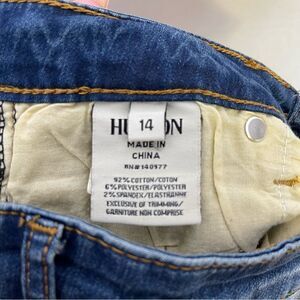 HU ON
14
MADE IN
CHINA
RN# 140977
92% COTTON/COTON
6% POLYESTER/POLYESTER
2% SPANDEX/ELASTHANNE
EXCLUSIVE OF TRIMMING/
GARNITURE NON COMPRISE